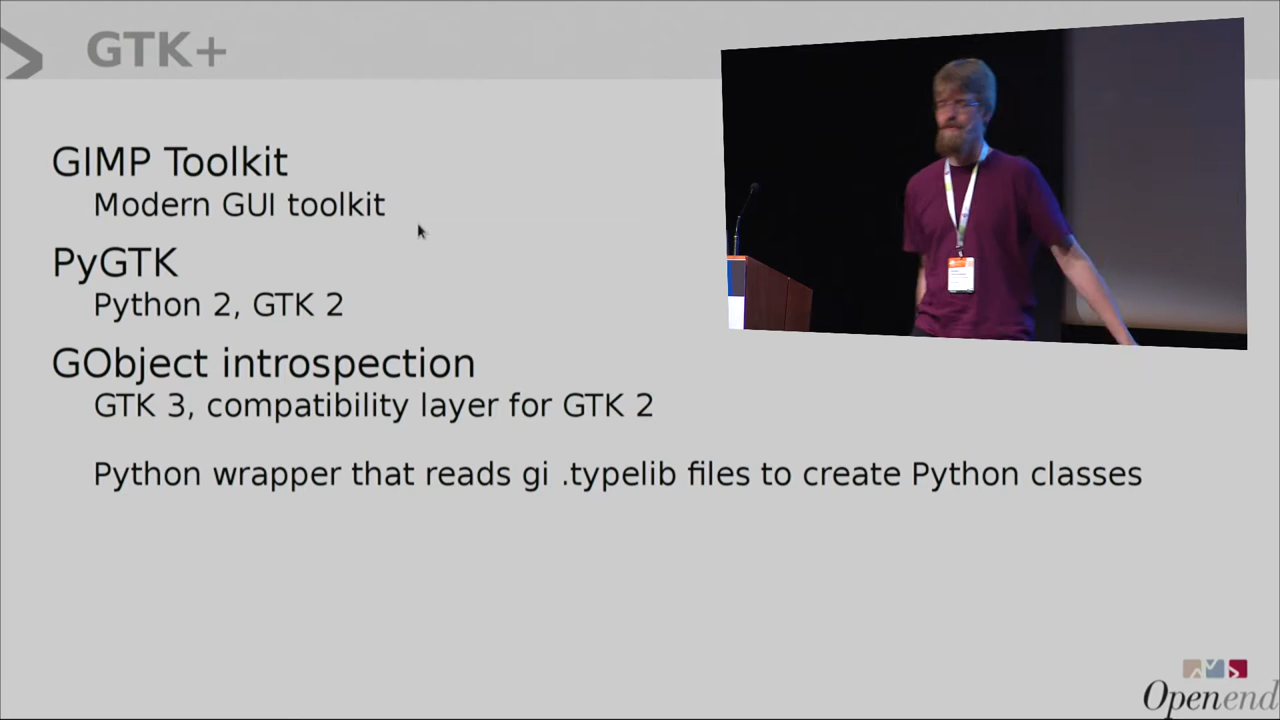 GTK+
GIMP Toolkit
Modern GUI toolkit
PyGTK
Python 2, GTK 2
GObject introspection
GTK 3, compatibility layer for GTK 2
Python wrapper that reads gi .typelib files to create Python classes
Openend